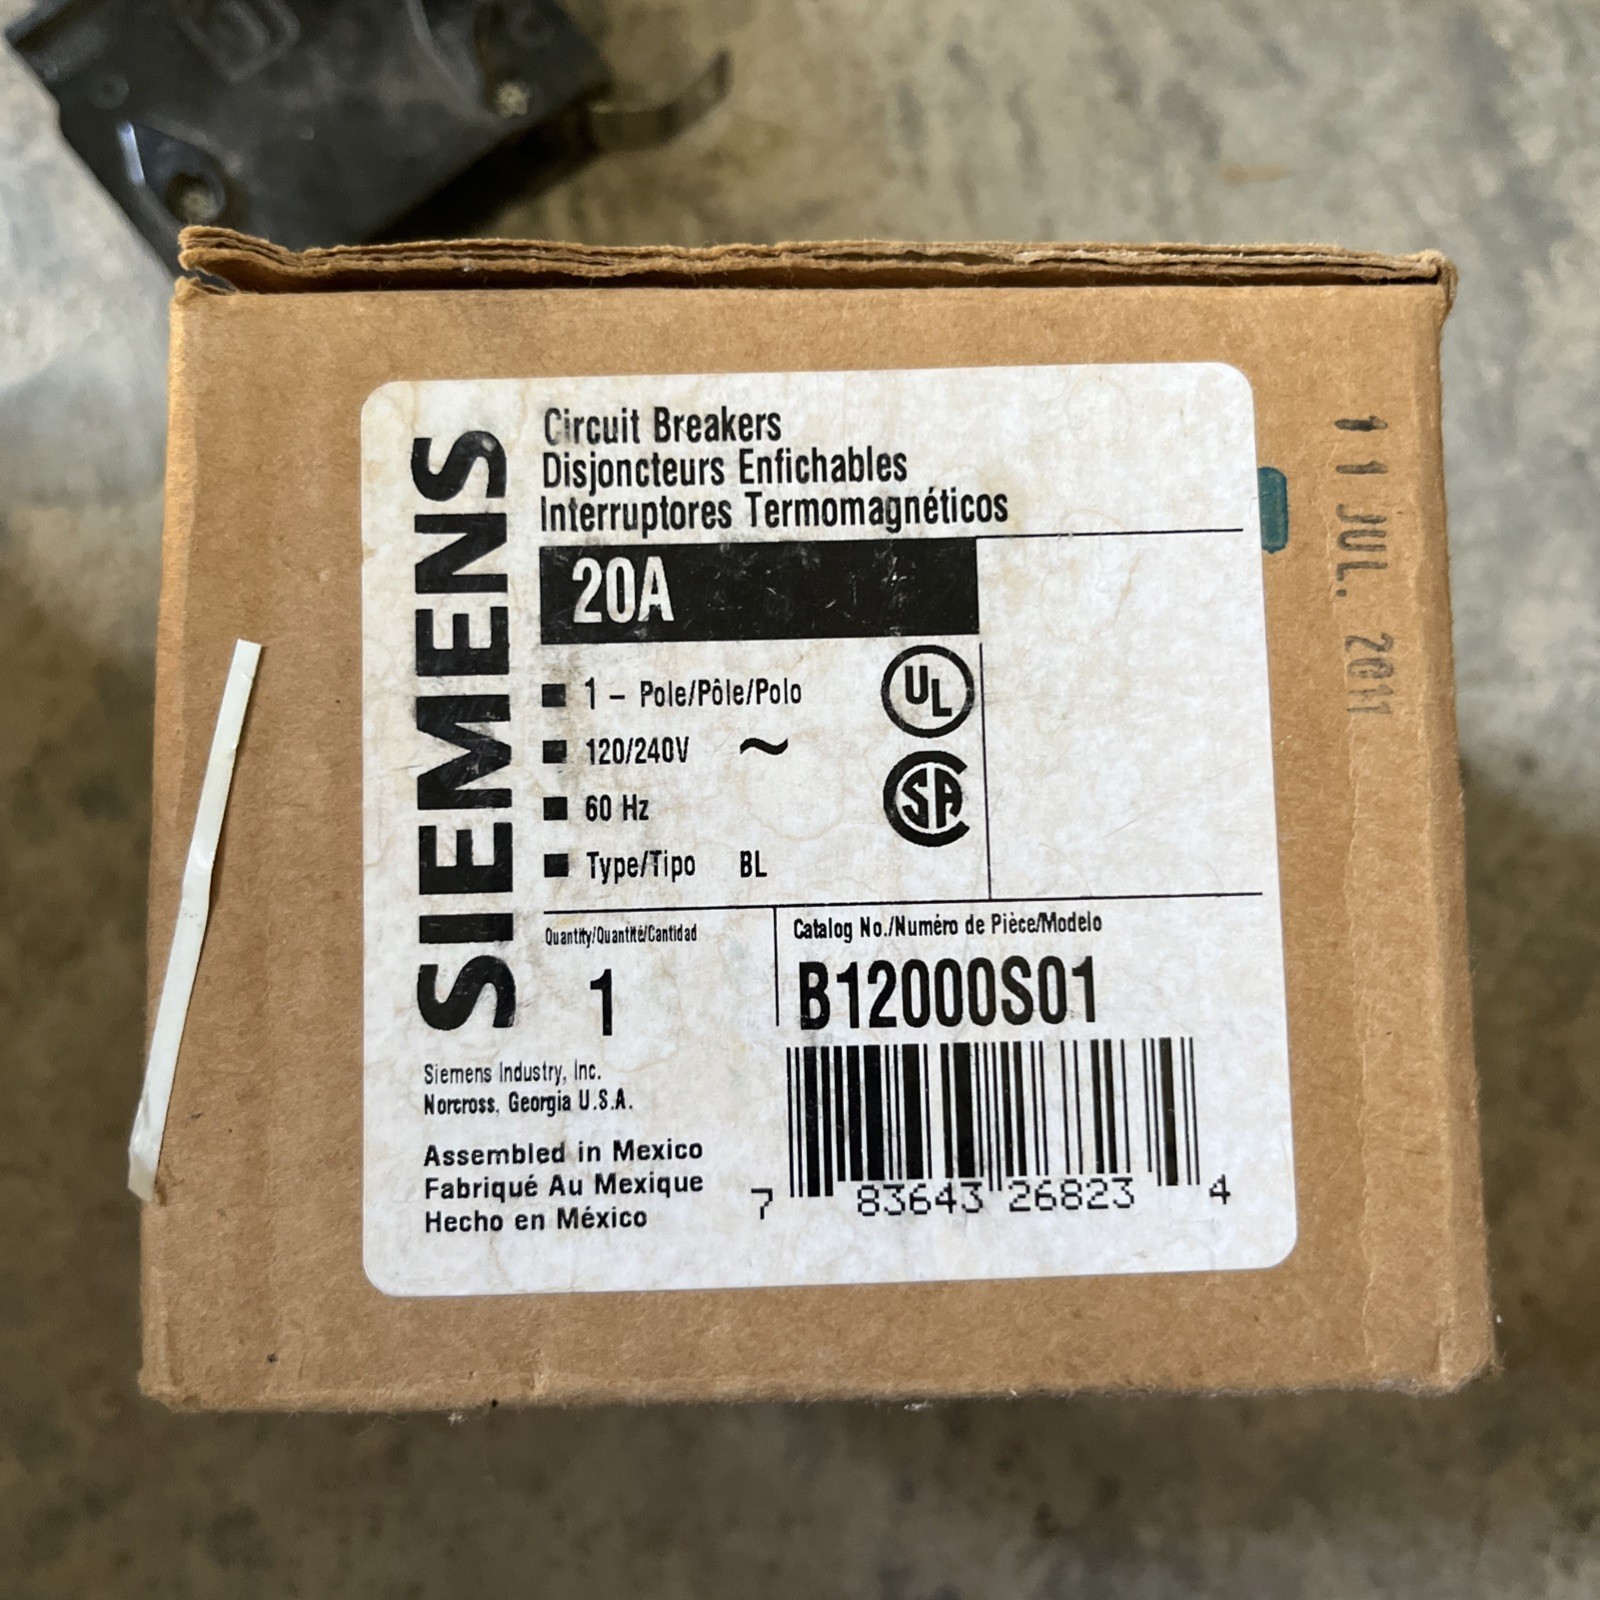 SIEMENS
Circuit Breakers
Disjoncteurs Enfichables
Interruptores Termomagnéticos
20A
1 – Pole/Pôle/Polo
120/240V ~
60 Hz
Type/Tipo BL
UL
SA
Quantity/Quantité/Cantidad
1
Catalog No./Numéro de Pièce/Modelo
B12000S01
Siemens Industry, Inc.
Norcross, Georgia U.S.A.
Assembled in Mexico
Fabriqué Au Mexique
Hecho en México
7 83643 26823 4
11 JUL. 2011